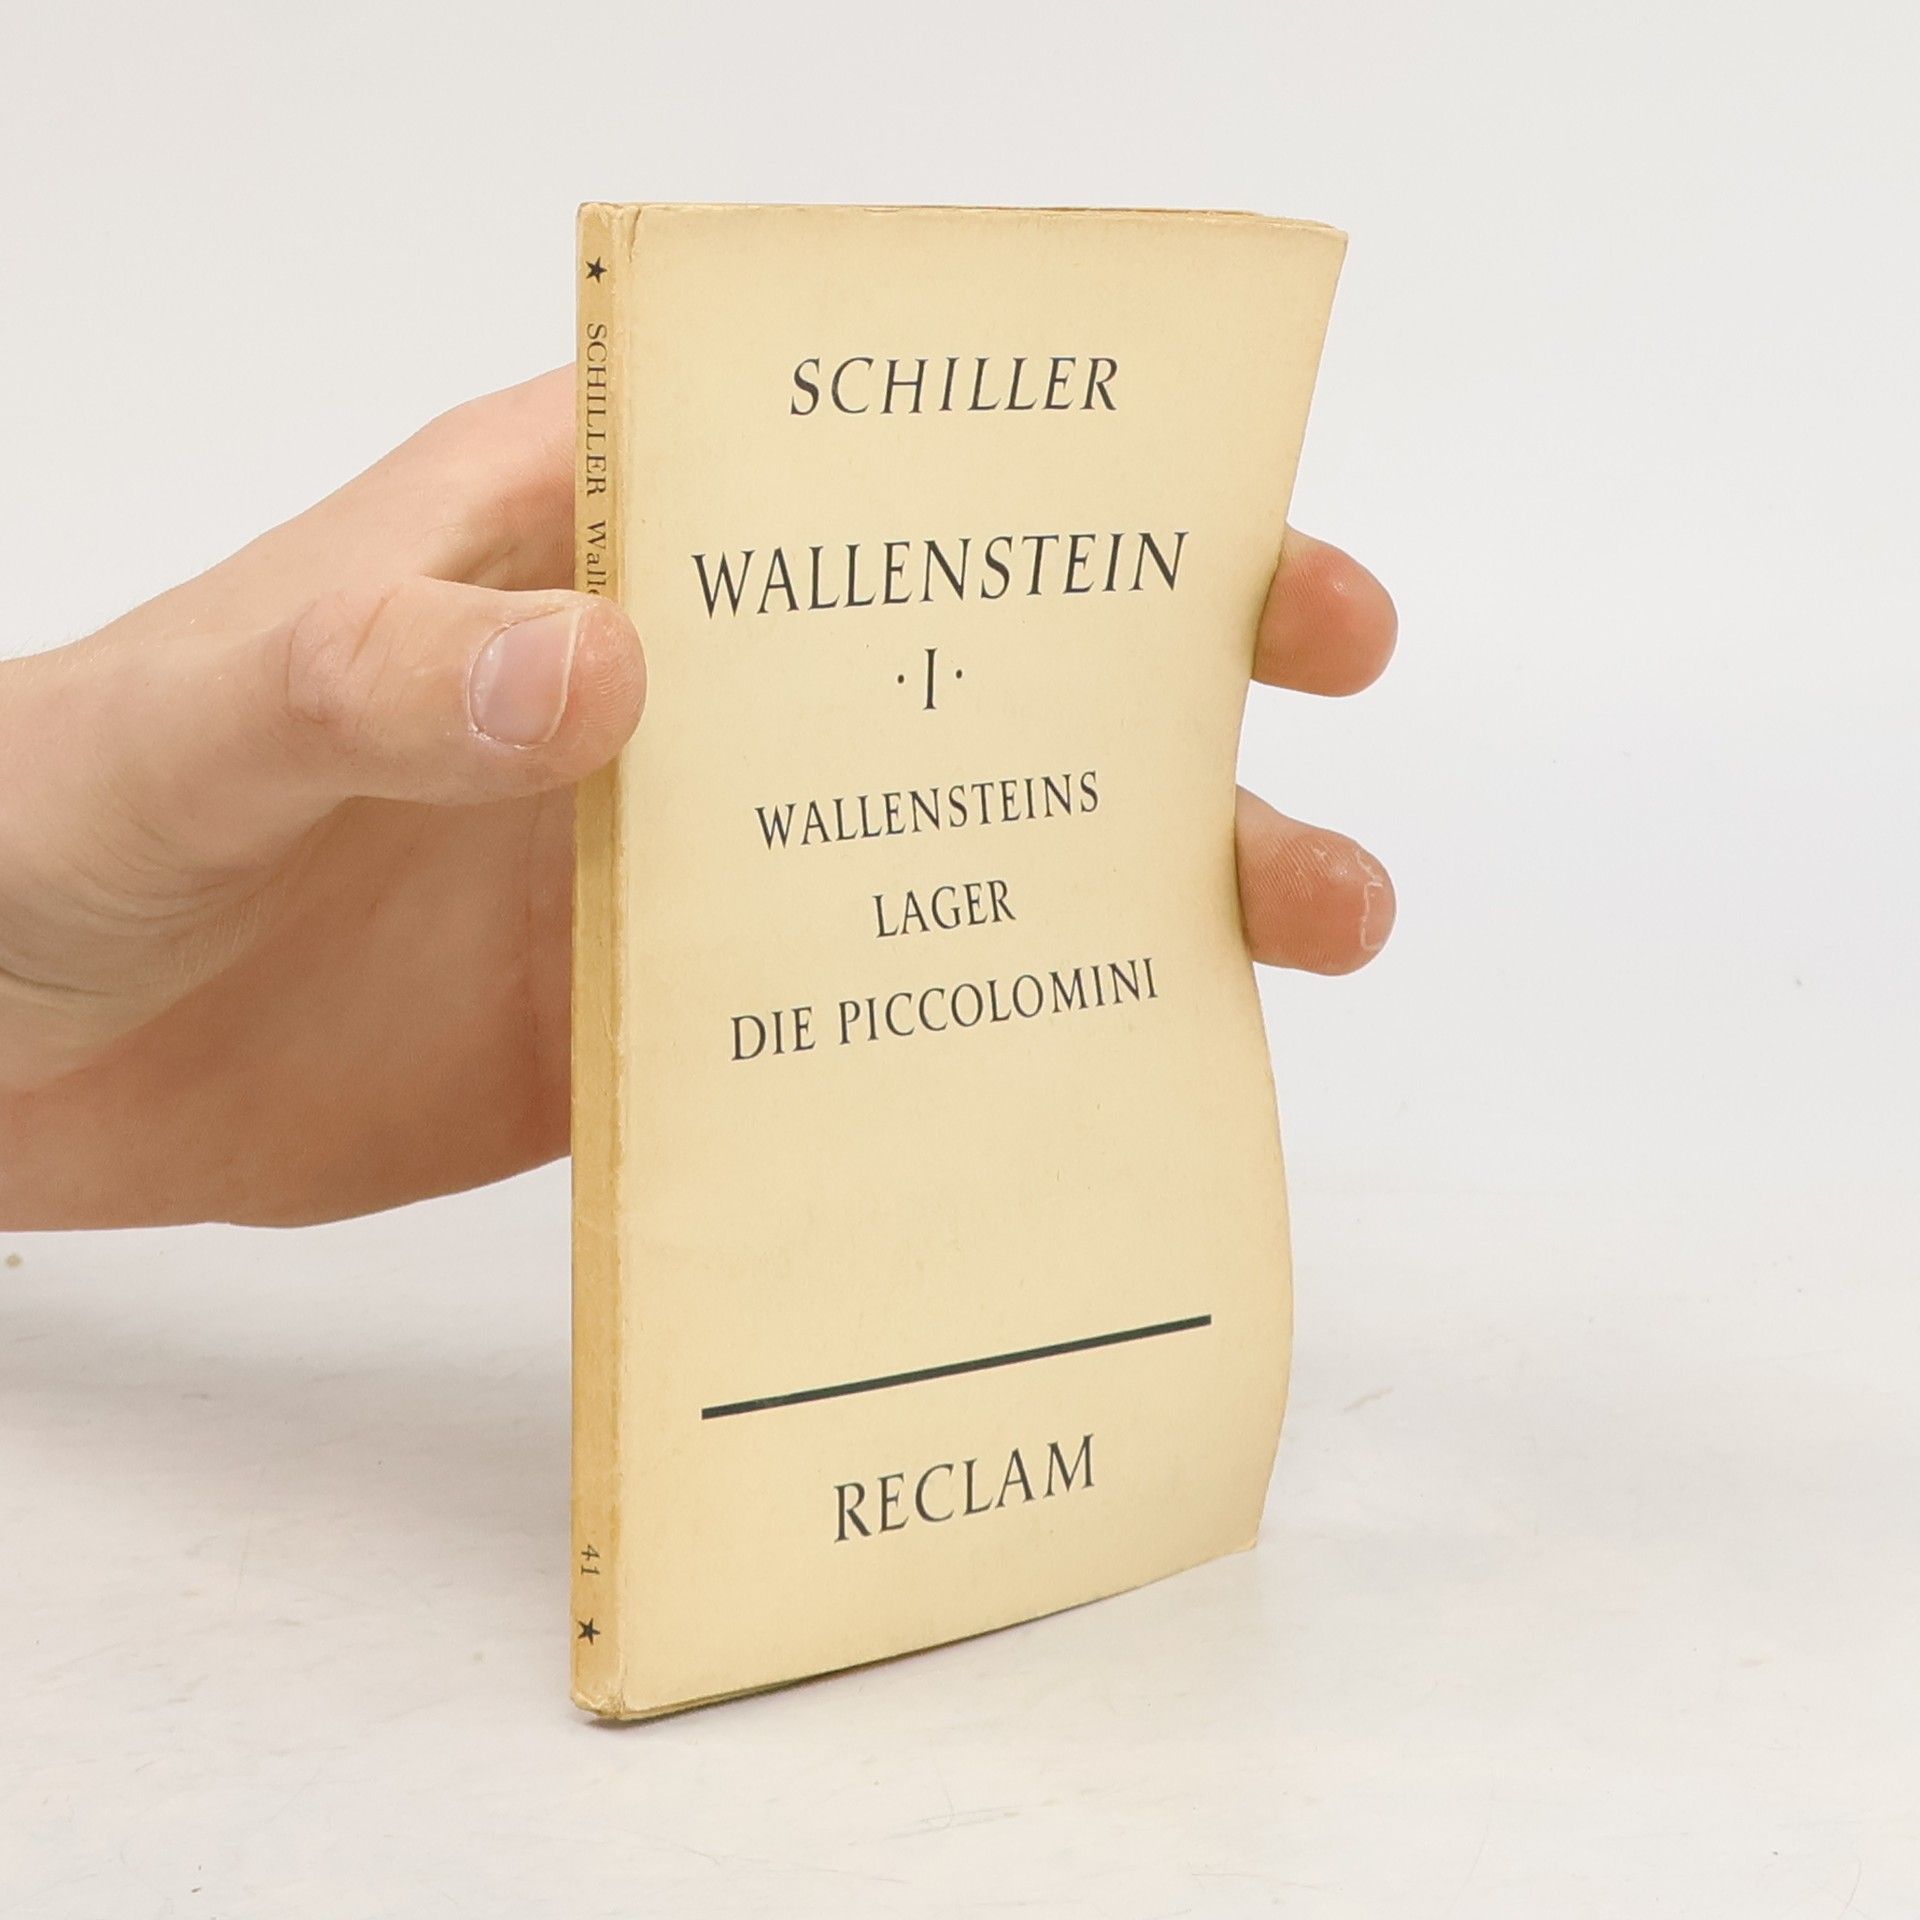 SCHILLER
WALLENSTEIN
· I ·
WALLENSTEINS
LAGER
DIE PICCOLOMINI
RECLAM
★ SCHILLER 41 ★